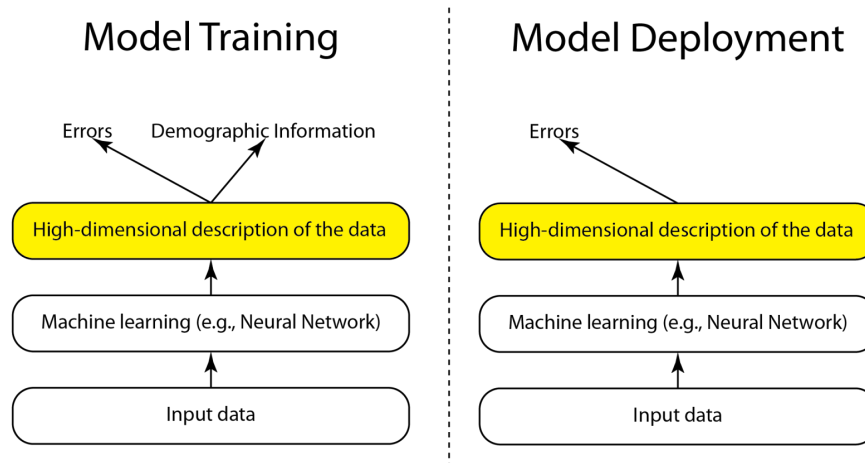 Model Training
Errors Demographic Information
High-dimensional description of the data
Machine learning (e.g., Neural Network)
Input data
Model Deployment
Errors
High-dimensional description of the data
Machine learning (e.g., Neural Network)
Input data